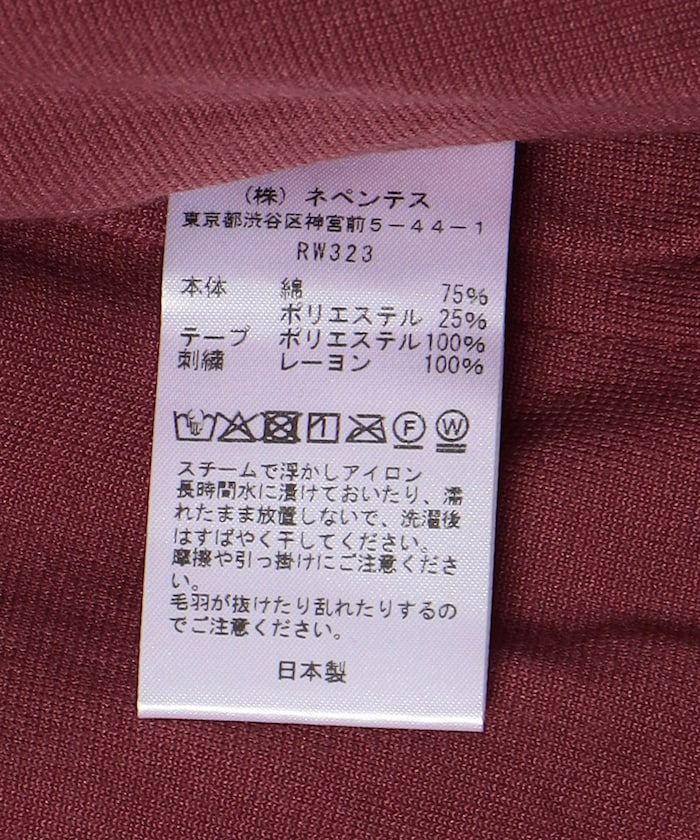 (株) ネペンテス
東京都渋谷区神宮前5-44-1
RW323
本体 綿 75%
ポリエステル 25%
テープ ポリエステル 100%
刺繍 レーヨン 100%
F W
スチームで浮かしアイロン
長時間水に漬けておいたり、濡
れたまま放置しないで、洗濯後
はすばやく干してください。
摩擦や引っ掛けにご注意くださ
い。
毛羽が抜けたり乱れたりするの
でご注意ください。
日本製